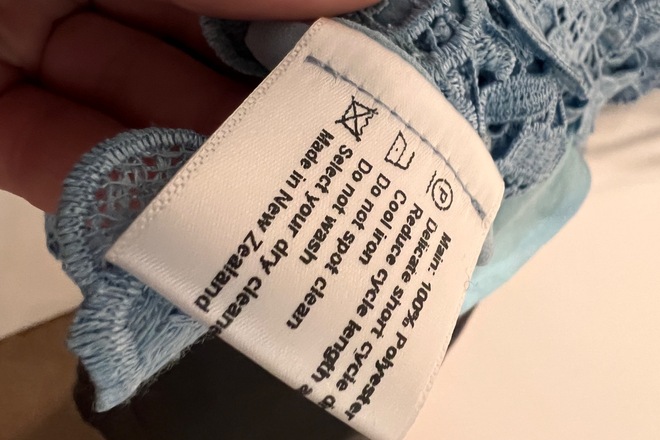 Main: 100% Polyester
P Delicate short cycle
Reduce cycle length
Cool iron
Do not spot clean
Do not wash
Select your dry
Made in New Zealand